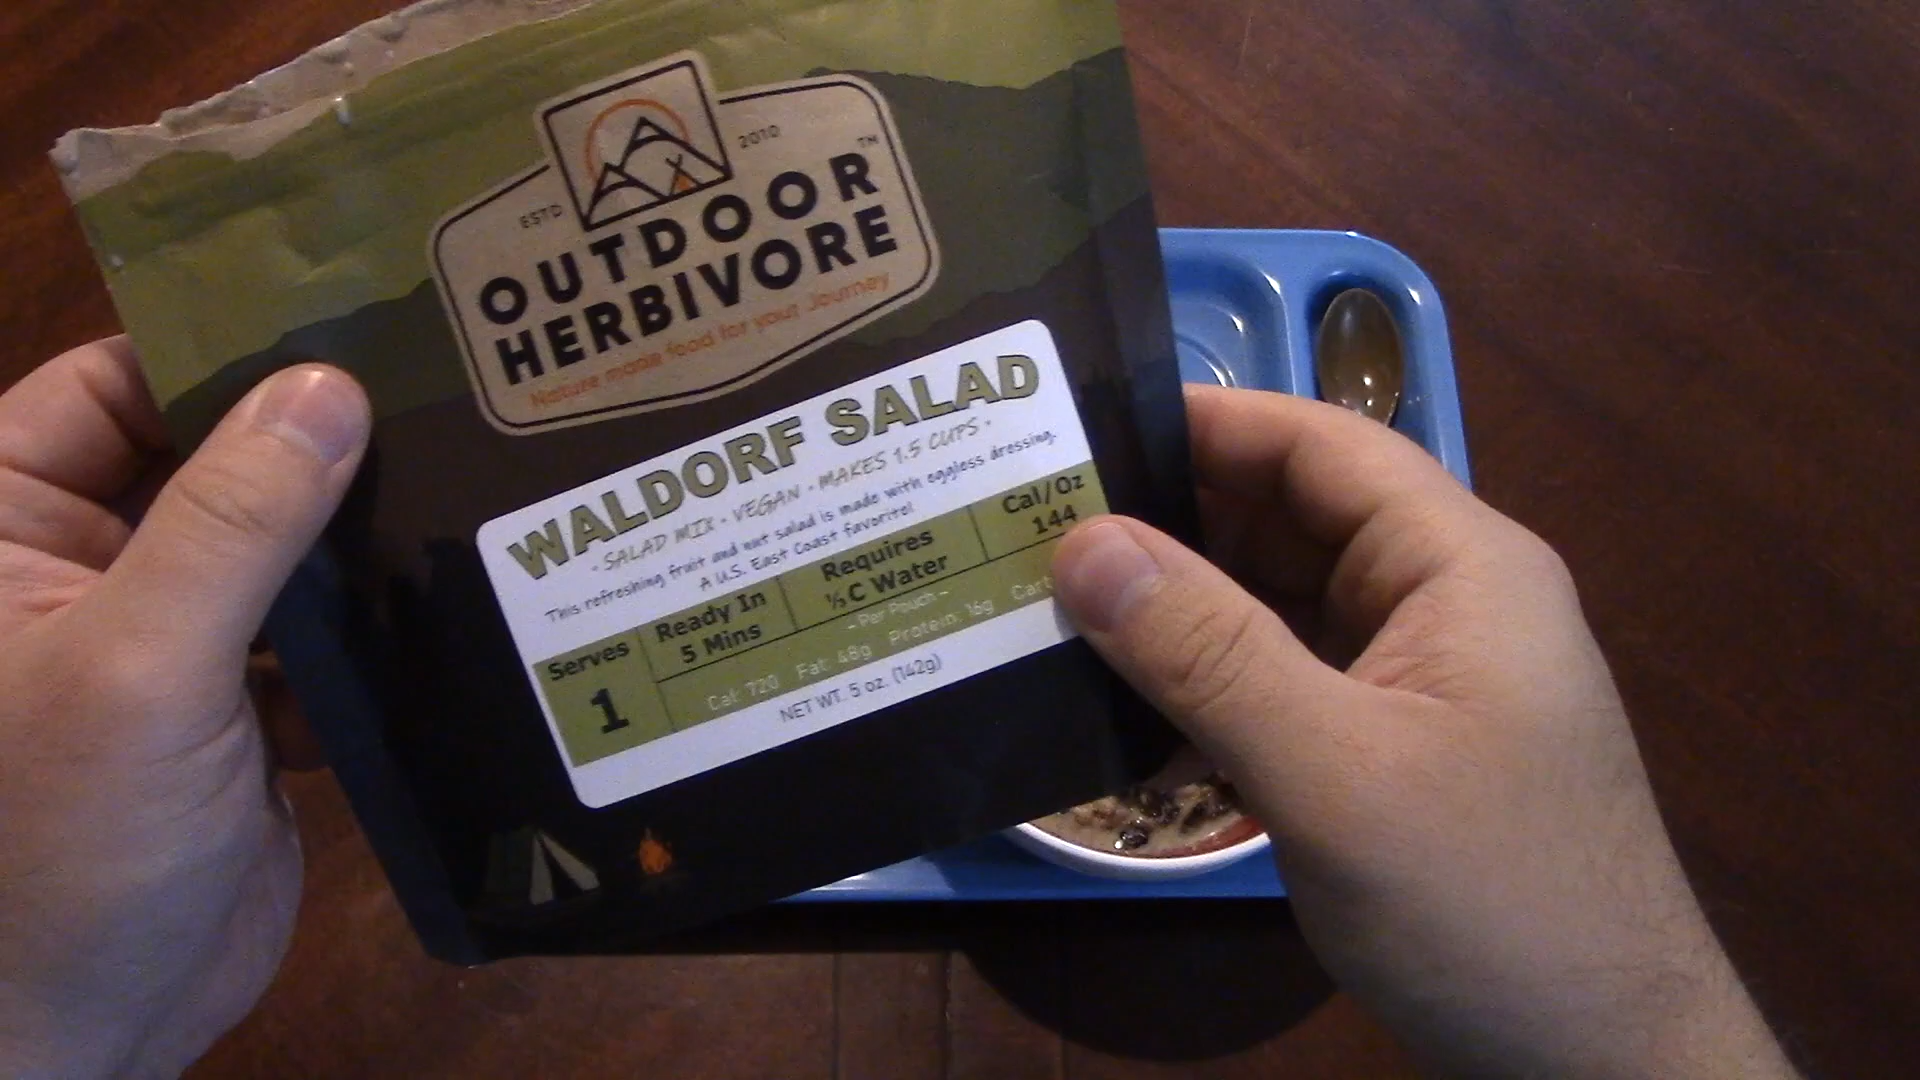 ESTD 2010
OUTDOOR
HERBIVORE™
Nature made food for your Journey
WALDORF SALAD
· SALAD MIX · VEGAN · MAKES 1.5 CUPS ·
This refreshing fruit and nut salad is made with eggless dressing.
A U.S. East Coast favorite!
Serves
1
Ready In
5 Mins
Requires
⅓ C Water
Cal/Oz
144
- Per Pouch -
Cal: 720 Fat: 48g Protein: 16g Carb
NET WT. 5 oz. (142g)